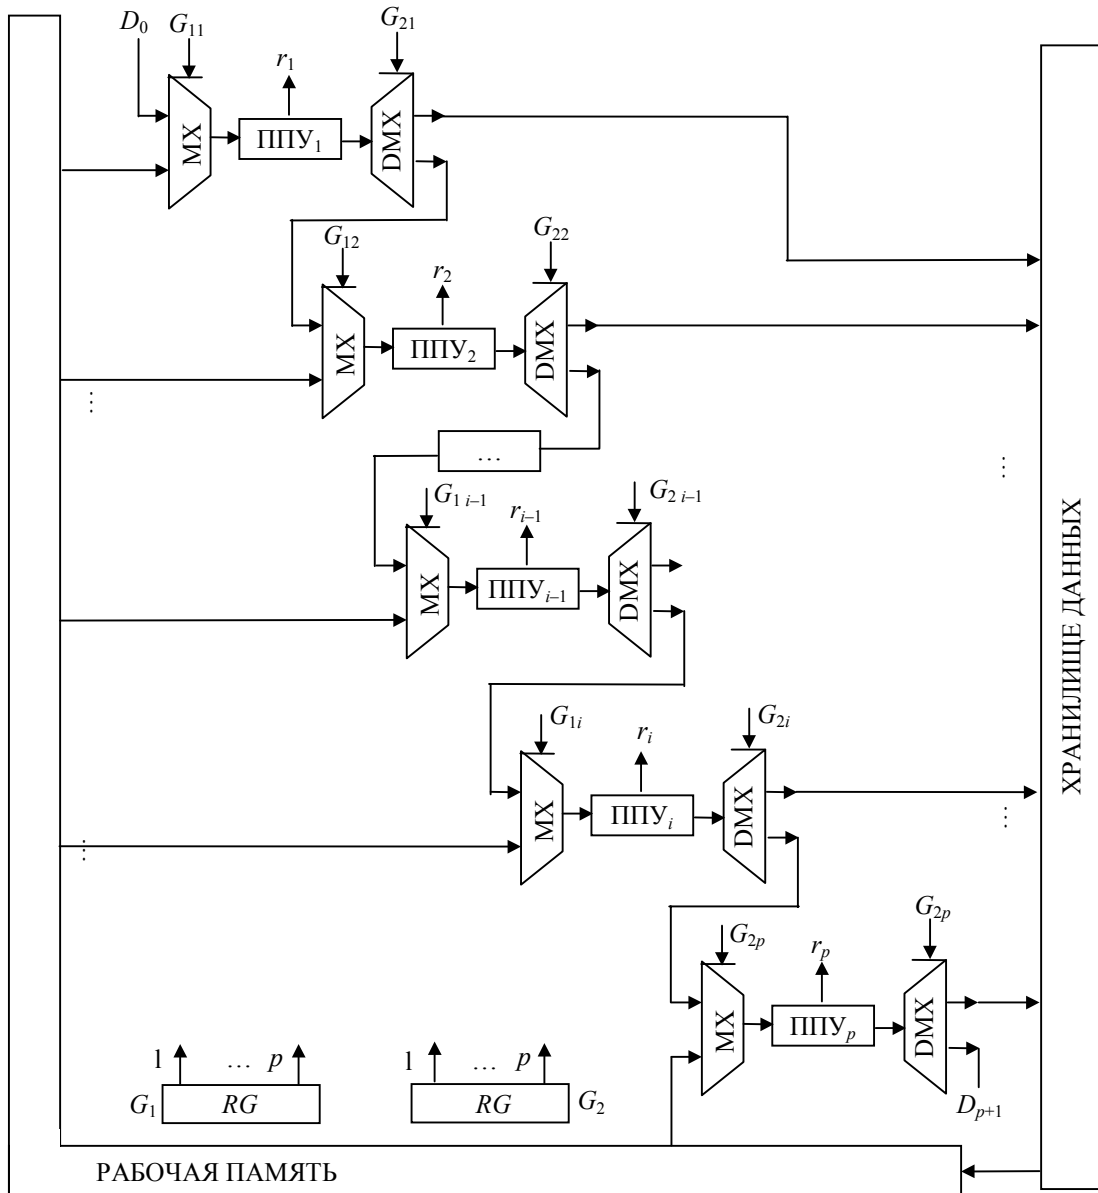 D₀ G₁₁ G₂₁
r₁
MX ППУ₁ DMX
G₁₂ G₂₂
r₂
MX ППУ₂ DMX
…
…
…
G₁ ᵢ₋₁ rᵢ₋₁ G₂ ᵢ₋₁
MX ППУᵢ₋₁ DMX
G₁ᵢ rᵢ G₂ᵢ
MX ППУᵢ DMX
…
…
G₂ₚ rₚ G₂ₚ
MX ППУₚ DMX
1 … p 1 … p
G₁ RG RG G₂ Dₚ₊₁
РАБОЧАЯ ПАМЯТЬ
ХРАНИЛИЩЕ ДАННЫХ